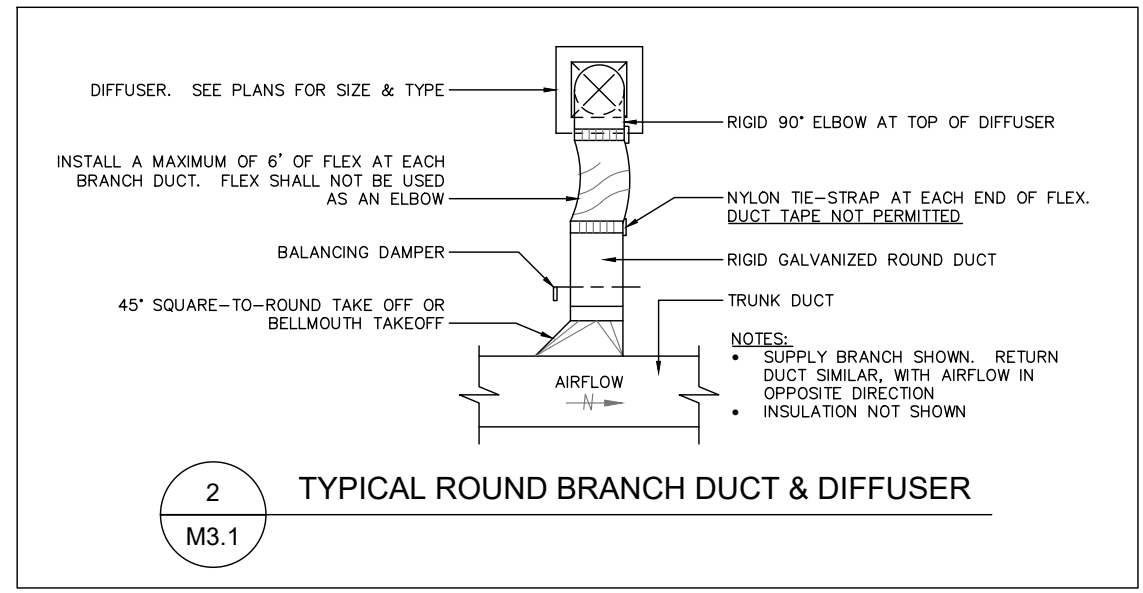 DIFFUSER. SEE PLANS FOR SIZE & TYPE
INSTALL A MAXIMUM OF 6' OF FLEX AT EACH
BRANCH DUCT. FLEX SHALL NOT BE USED
AS AN ELBOW
BALANCING DAMPER
45° SQUARE-TO-ROUND TAKE OFF OR
BELLMOUTH TAKEOFF
RIGID 90° ELBOW AT TOP OF DIFFUSER
NYLON TIE-STRAP AT EACH END OF FLEX.
DUCT TAPE NOT PERMITTED
RIGID GALVANIZED ROUND DUCT
TRUNK DUCT
NOTES:
• SUPPLY BRANCH SHOWN. RETURN
DUCT SIMILAR, WITH AIRFLOW IN
OPPOSITE DIRECTION
• INSULATION NOT SHOWN
AIRFLOW
2
M3.1
TYPICAL ROUND BRANCH DUCT & DIFFUSER